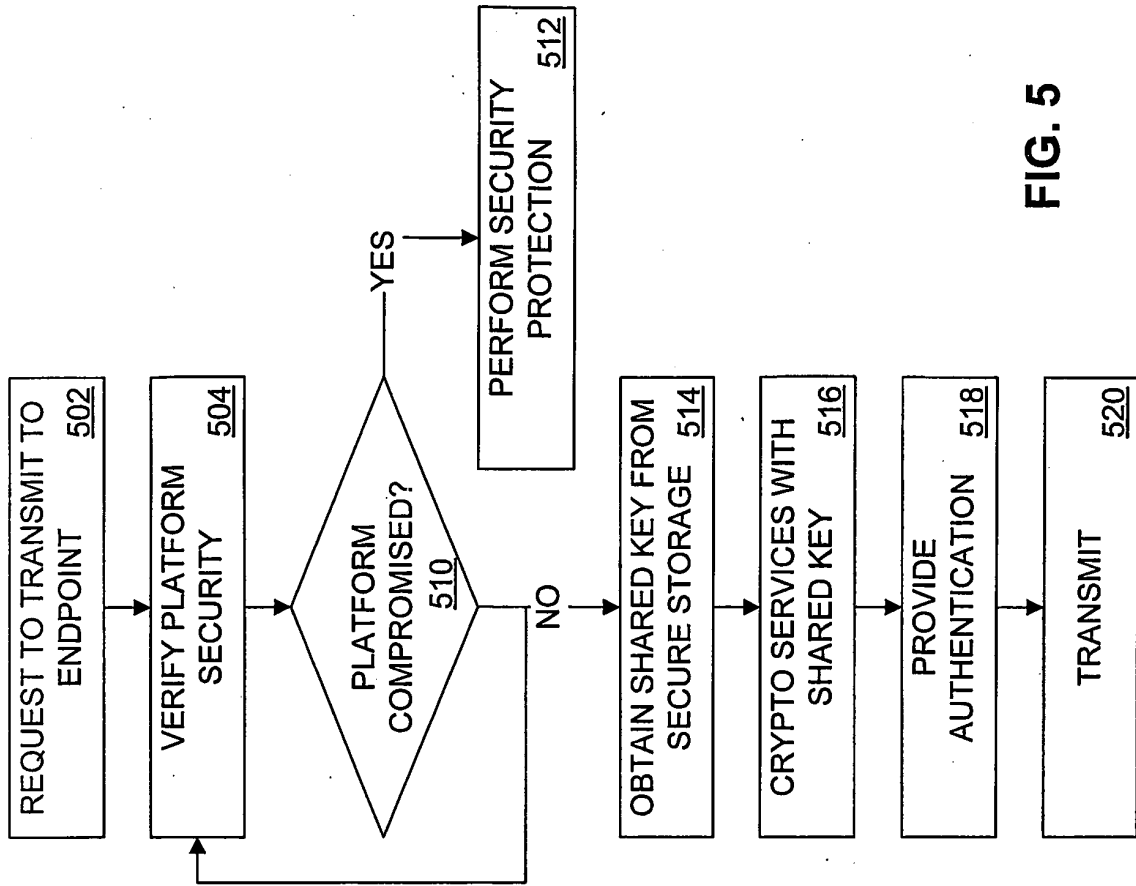 REQUEST TO TRANSMIT TO
ENDPOINT
502
VERIFY PLATFORM
SECURITY
504
PLATFORM
COMPROMISED?
510
YES
PERFORM SECURITY
PROTECTION
512
NO
OBTAIN SHARED KEY FROM
SECURE STORAGE
514
CRYPTO SERVICES WITH
SHARED KEY
516
PROVIDE
AUTHENTICATION
518
TRANSMIT
520
FIG. 5